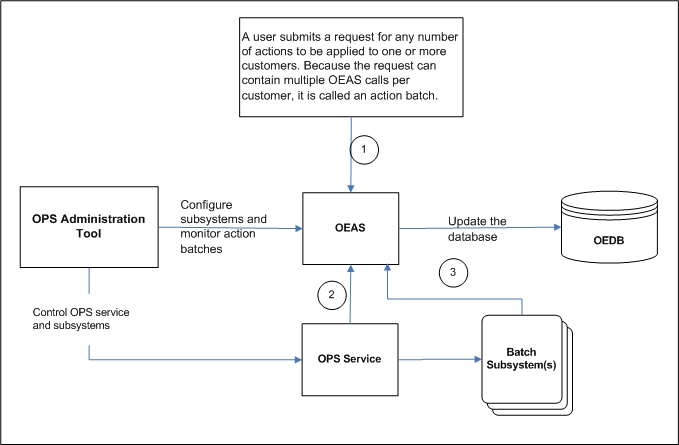 A user submits a request for any number
of actions to be applied to one or more
customers. Because the request can
contain multiple OEAS calls per
customer, it is called an action batch.
1
OPS Administration
Tool
Configure
subsystems and
monitor action
batches
OEAS
Update the
database
OEDB
2
3
Control OPS service
and subsystems
OPS Service
Batch
Subsystem(s)